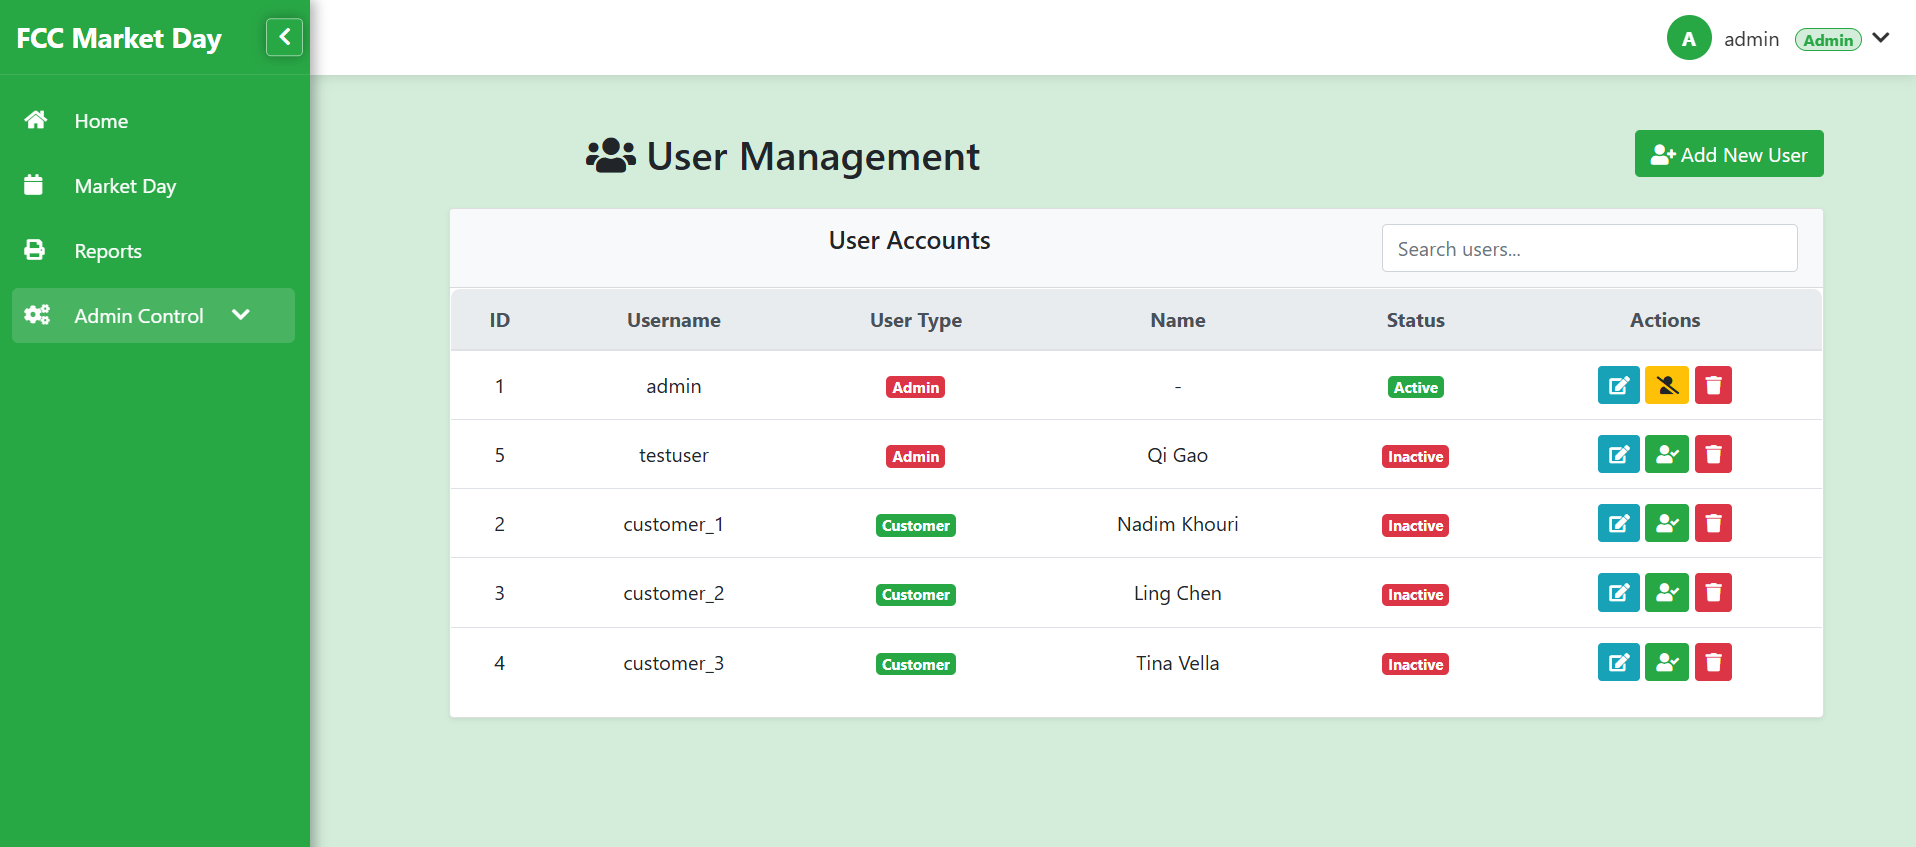 FCC Market Day
A admin Admin
Home
Market Day
Reports
Admin Control
User Management
Add New User
User Accounts
Search users...
ID Username User Type Name Status Actions
1 admin Admin - Active
5 testuser Admin Qi Gao Inactive
2 customer_1 Customer Nadim Khouri Inactive
3 customer_2 Customer Ling Chen Inactive
4 customer_3 Customer Tina Vella Inactive